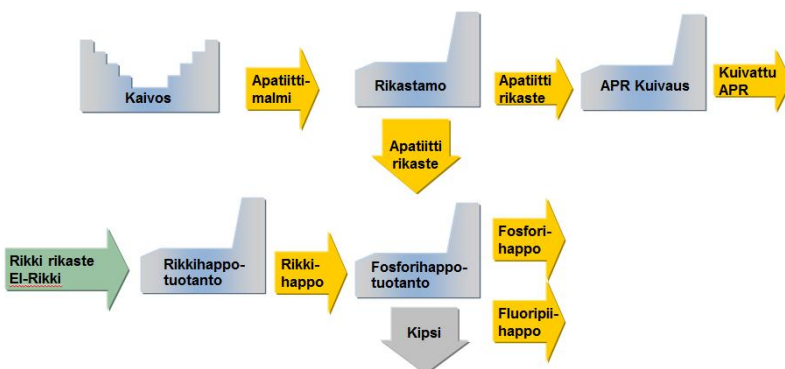 Kaivos
Apatiitti-
malmi
Rikastamo
Apatiitti
rikaste
APR Kuivaus
Kuivattu
APR
Apatiitti
rikaste
Rikki rikaste
El-Rikki
Rikkihappo-
tuotanto
Rikki-
happo
Fosforihappo-
tuotanto
Fosfori-
happo
Fluoripii-
happo
Kipsi